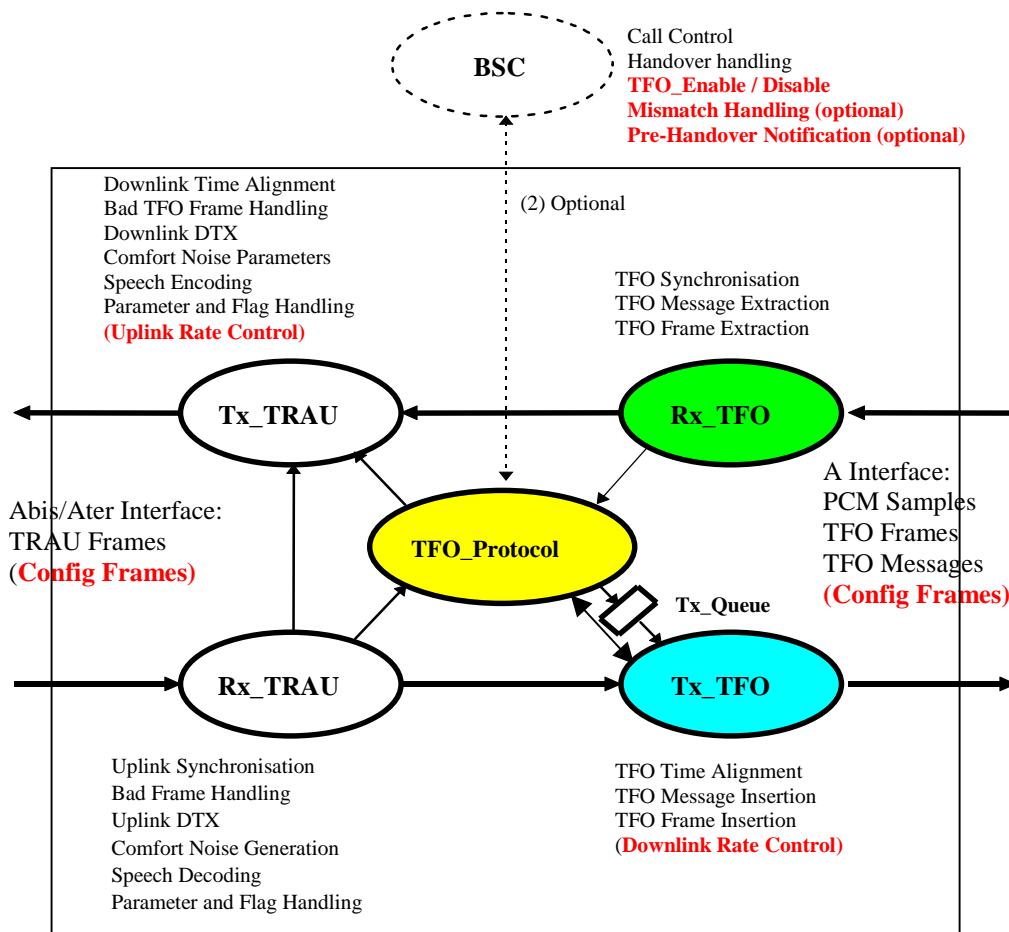 BSC
Call Control
Handover handling
TFO_Enable / Disable
Mismatch Handling (optional)
Pre-Handover Notification (optional)
Downlink Time Alignment
Bad TFO Frame Handling
Downlink DTX
Comfort Noise Parameters
Speech Encoding
Parameter and Flag Handling
(Uplink Rate Control)
(2) Optional
TFO Synchronisation
TFO Message Extraction
TFO Frame Extraction
Tx_TRAU
Rx_TFO
Abis/Ater Interface:
TRAU Frames
(Config Frames)
TFO_Protocol
A Interface:
PCM Samples
TFO Frames
TFO Messages
(Config Frames)
Tx_Queue
Rx_TRAU
Tx_TFO
Uplink Synchronisation
Bad Frame Handling
Uplink DTX
Comfort Noise Generation
Speech Decoding
Parameter and Flag Handling
TFO Time Alignment
TFO Message Insertion
TFO Frame Insertion
(Downlink Rate Control)